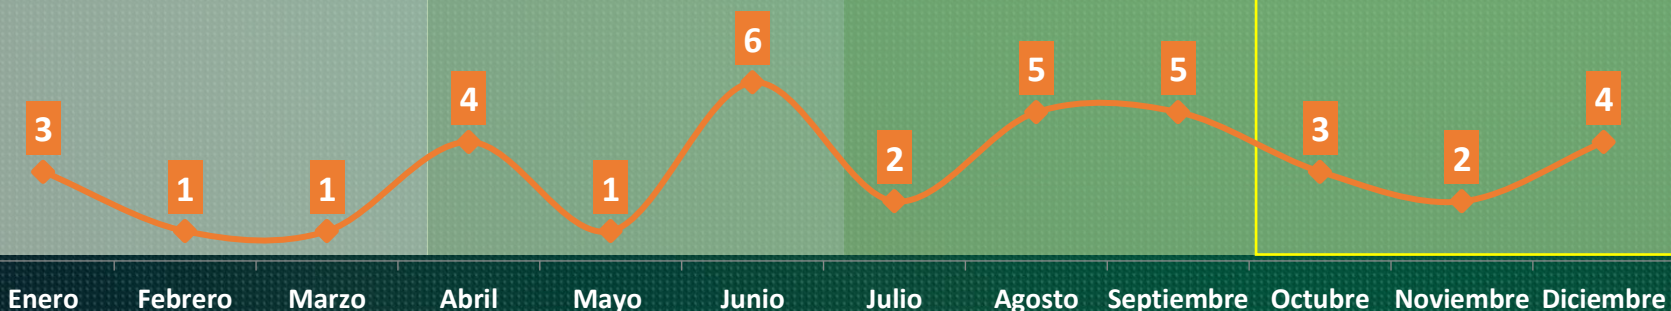 3 1 1 4 1 6 2 5 5 3 2 4
Enero Febrero Marzo Abril Mayo Junio Julio Agosto Septiembre Octubre Noviembre Diciembre